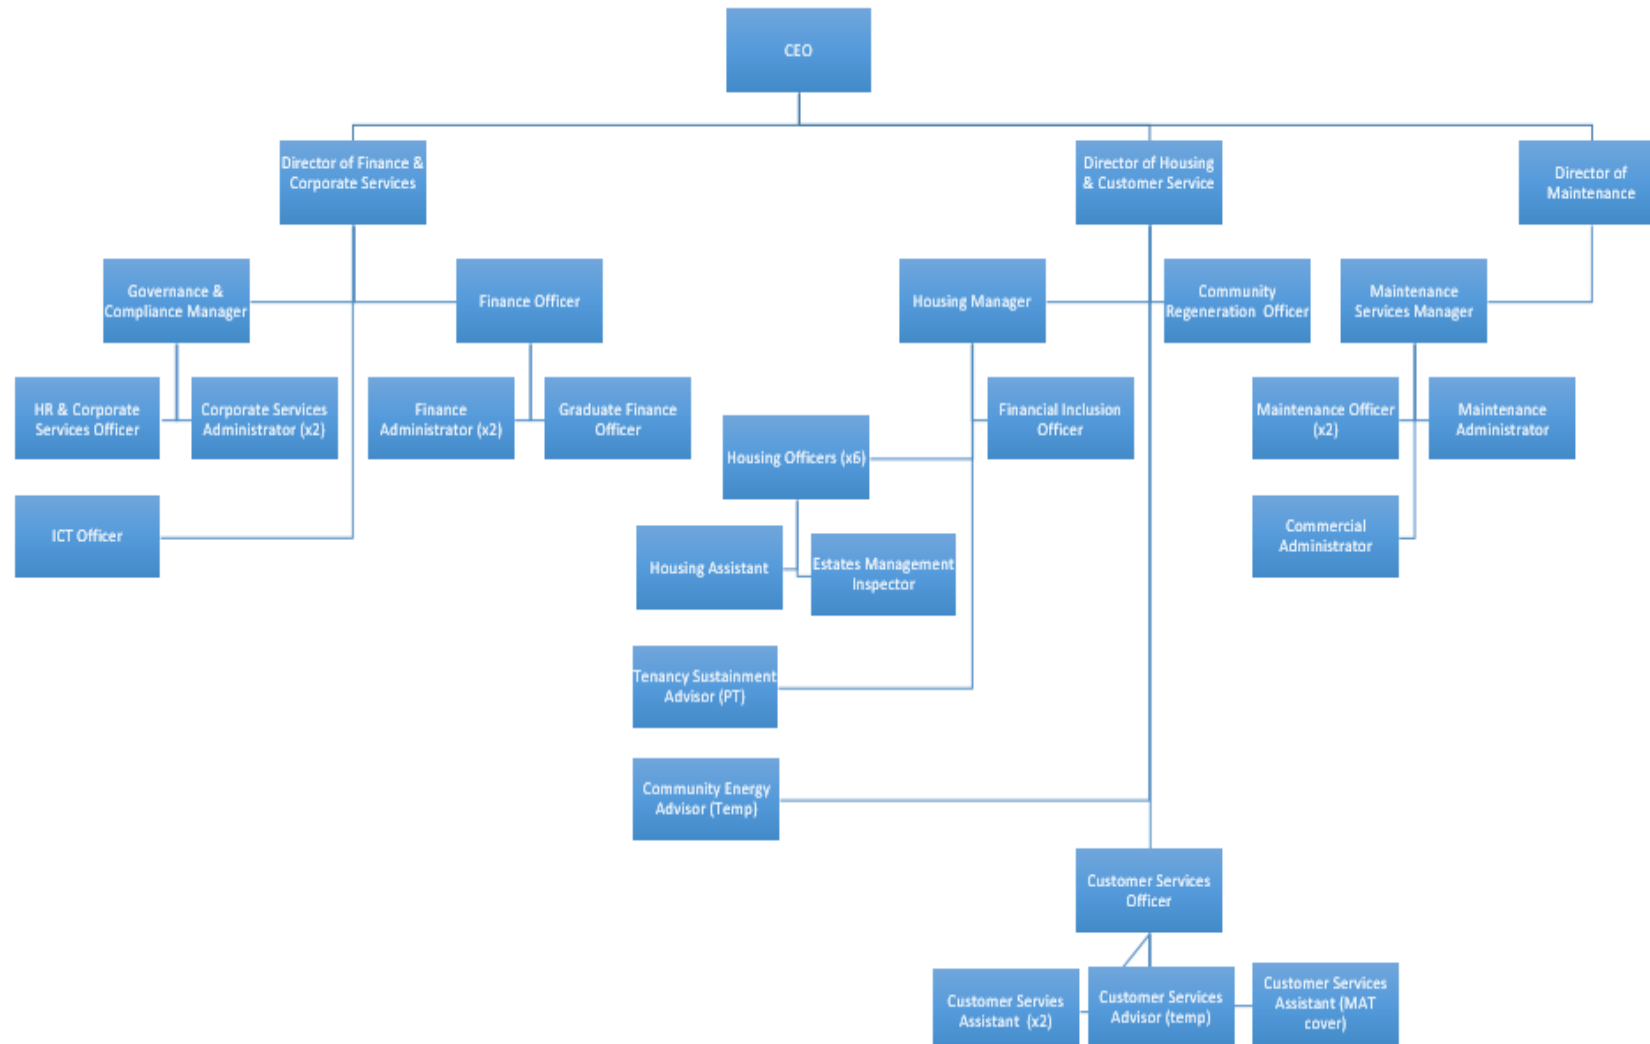 CEO
Director of Finance &
Corporate Services
Director of Housing
& Customer Service
Director of
Maintenance
Governance &
Compliance Manager
Finance Officer
Housing Manager
Community
Regeneration Officer
Maintenance
Services Manager
HR & Corporate
Services Officer
Corporate Services
Administrator (x2)
Finance
Administrator (x2)
Graduate Finance
Officer
Financial Inclusion
Officer
Maintenance Officer
(x2)
Maintenance
Administrator
Housing Officers (x6)
ICT Officer
Commercial
Administrator
Housing Assistant
Estates Management
Inspector
Tenancy Sustainment
Advisor (PT)
Community Energy
Advisor (Temp)
Customer Services
Officer
Customer Servies
Assistant (x2)
Customer Services
Advisor (temp)
Customer Services
Assistant (MAT
cover)